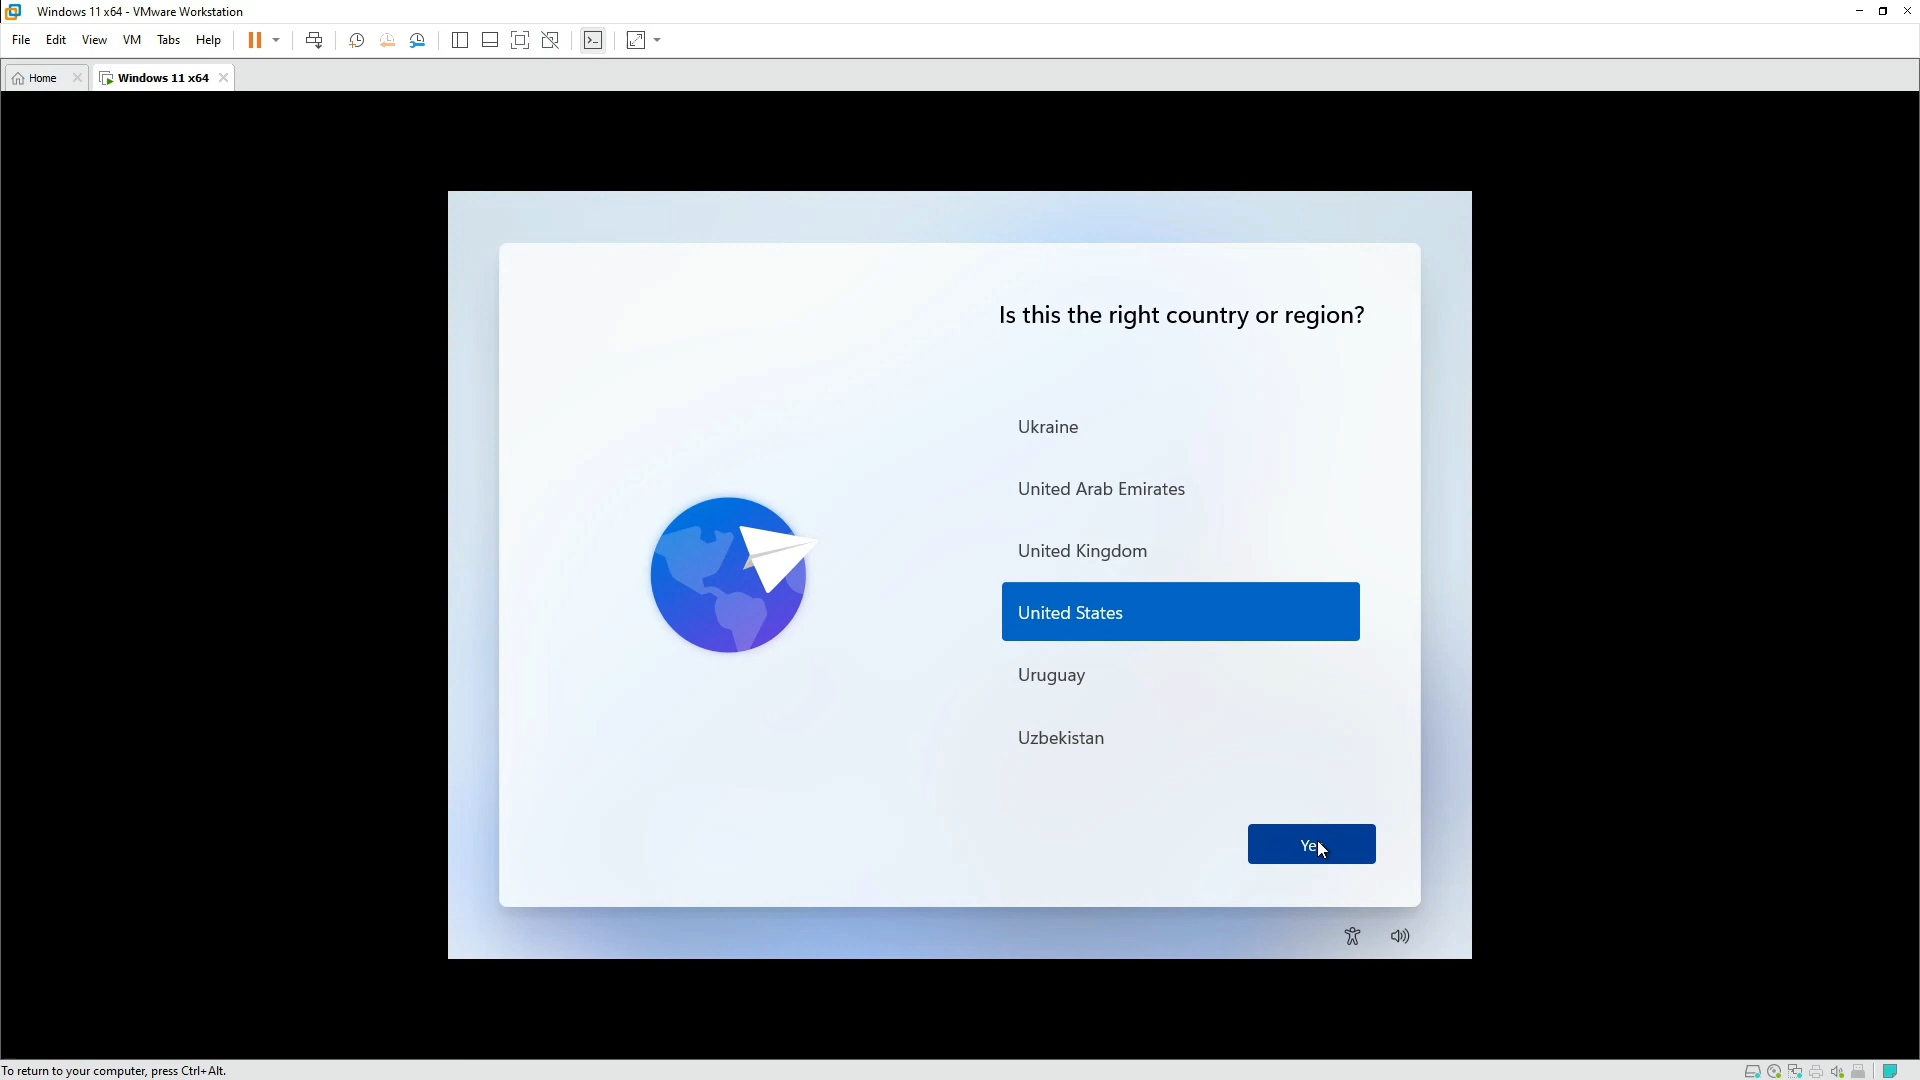 Windows 11 x64 - VMware Workstation
File Edit View VM Tabs Help
Home Windows 11 x64
Is this the right country or region?
Ukraine
United Arab Emirates
United Kingdom
United States
Uruguay
Uzbekistan
Ye
To return to your computer, press Ctrl+Alt.